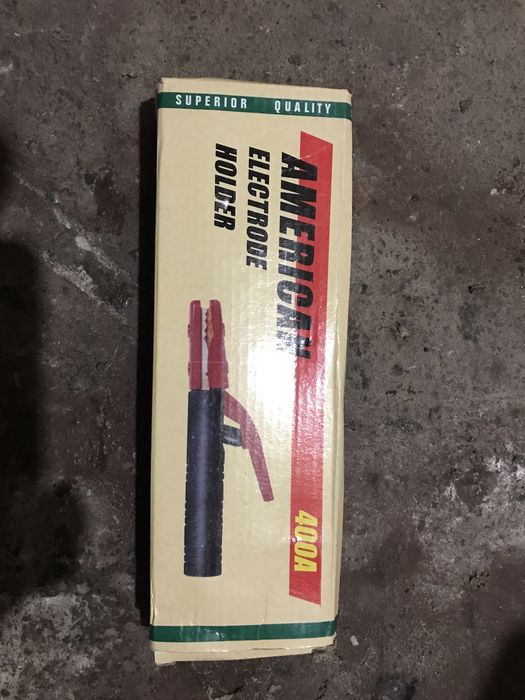 SUPERIOR QUALITY
AMERICAN
ELECTRODE
HOLDER
400A